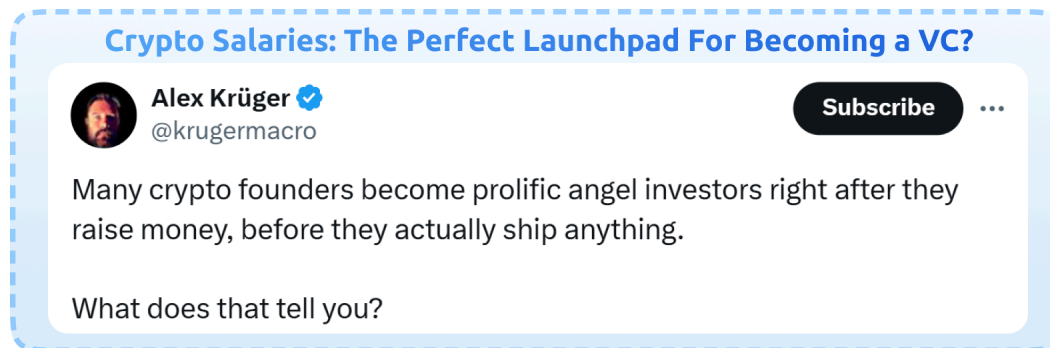 Crypto Salaries: The Perfect Launchpad For Becoming a VC?
Alex Krüger
@krugermacro
Subscribe
Many crypto founders become prolific angel investors right after they
raise money, before they actually ship anything.
What does that tell you?